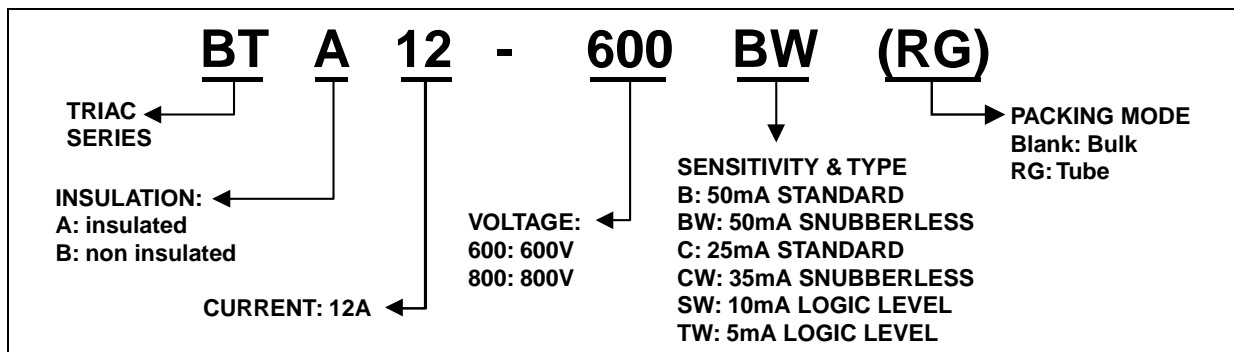 BT A 12 - 600 BW (RG)
TRIAC
SERIES
INSULATION:
A: insulated
B: non insulated
CURRENT: 12A
VOLTAGE:
600: 600V
800: 800V
SENSITIVITY & TYPE
B: 50mA STANDARD
BW: 50mA SNUBBERLESS
C: 25mA STANDARD
CW: 35mA SNUBBERLESS
SW: 10mA LOGIC LEVEL
TW: 5mA LOGIC LEVEL
PACKING MODE
Blank: Bulk
RG: Tube